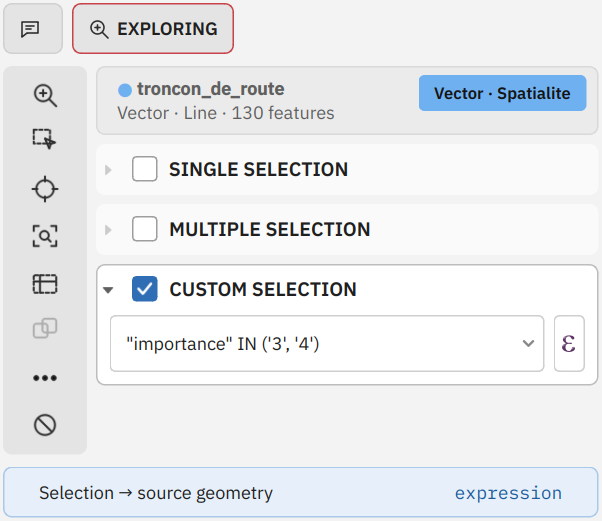 EXPLORING
troncon_de_route
Vector · Spatialite
Vector · Line · 130 features
SINGLE SELECTION
MULTIPLE SELECTION
CUSTOM SELECTION
"importance" IN ('3', '4')
ε
Selection → source geometry
expression